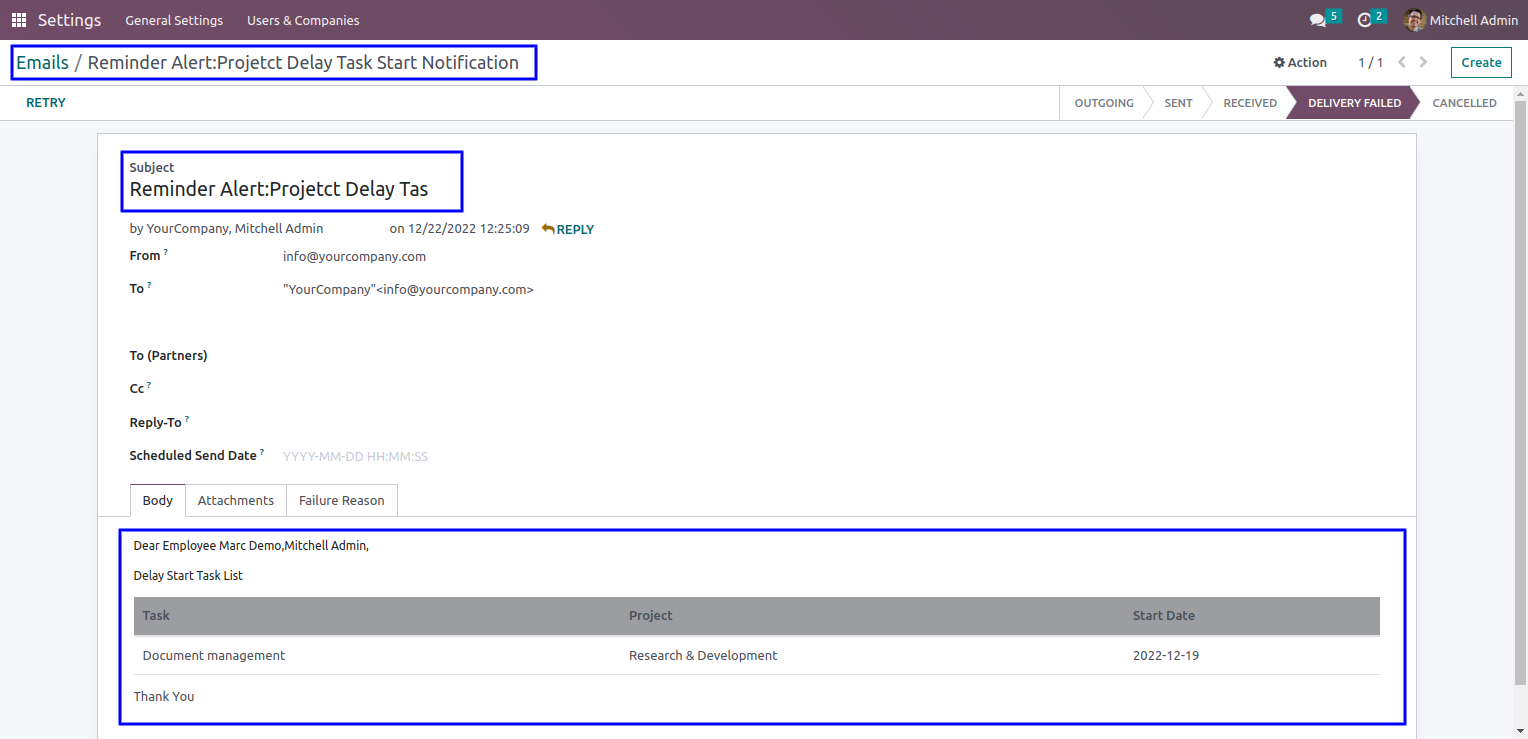 Settings General Settings Users & Companies 5 2 Mitchell Admin
Emails / Reminder Alert:Projetct Delay Task Start Notification Action 1 / 1 Create
RETRY OUTGOING SENT RECEIVED DELIVERY FAILED CANCELLED
Subject
Reminder Alert:Projetct Delay Tas
by YourCompany, Mitchell Admin on 12/22/2022 12:25:09 REPLY
From ? info@yourcompany.com
To ? "YourCompany"<info@yourcompany.com>
To (Partners)
Cc ?
Reply-To ?
Scheduled Send Date ? YYYY-MM-DD HH:MM:SS
Body Attachments Failure Reason
Dear Employee Marc Demo,Mitchell Admin,
Delay Start Task List
Task Project Start Date
Document management Research & Development 2022-12-19
Thank You